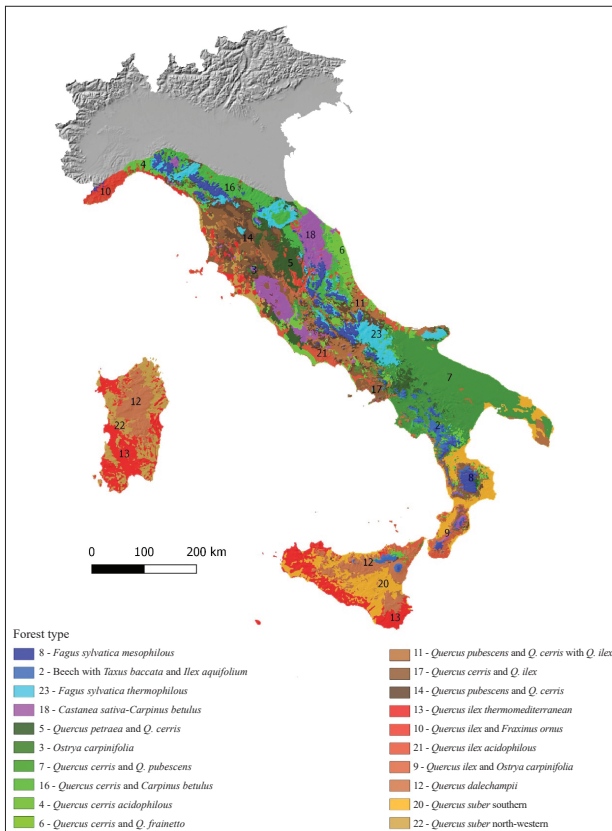 4
16
10
18
14
6
5
3
11
23
21
7
17
12
2
22
13
8
9
12
20
13
0 100 200 km
Forest type
8 - Fagus sylvatica mesophilous
2 - Beech with Taxus baccata and Ilex aquifolium
23 - Fagus sylvatica thermophilous
18 - Castanea sativa-Carpinus betulus
5 - Quercus petraea and Q. cerris
3 - Ostrya carpinifolia
7 - Quercus cerris and Q. pubescens
16 - Quercus cerris and Carpinus betulus
4 - Quercus cerris acidophilous
6 - Quercus cerris and Q. frainetto
11 - Quercus pubescens and Q. cerris with Q. ilex
17 - Quercus cerris and Q. ilex
14 - Quercus pubescens and Q. cerris
13 - Quercus ilex thermomediterranean
10 - Quercus ilex and Fraxinus ornus
21 - Quercus ilex acidophilous
9 - Quercus ilex and Ostrya carpinifolia
12 - Quercus dalechampii
20 - Quercus suber southern
22 - Quercus suber north-western